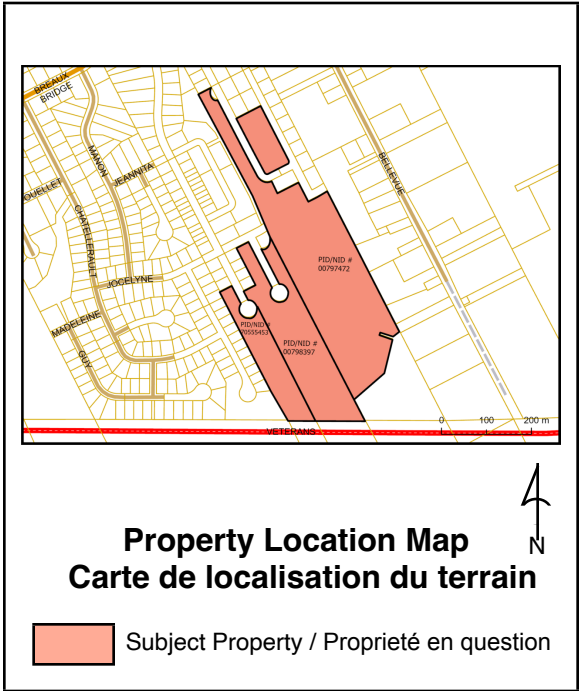 BREAUX
BRIDGE
MANON
JEANNITA
OUELLET
CHATELLERAULT
BELLEVUE
JOCELYNE
MADELEINE
GUY
PID/NID #
00797472
PID/NID #
70555453
PID/NID #
00798397
0 100 200 m
VETERANS
N
Property Location Map
Carte de localisation du terrain
Subject Property / Proprieté en question